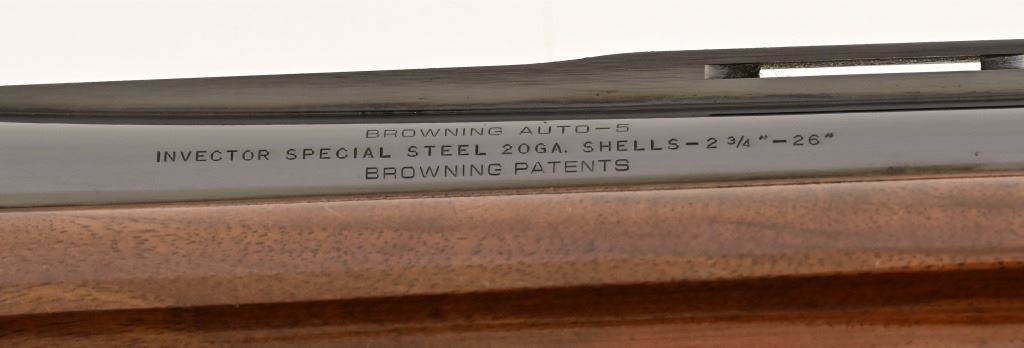 BROWNING AUTO-5
INVECTOR SPECIAL STEEL 20GA. SHELLS-2 3/4"-26"
BROWNING PATENTS